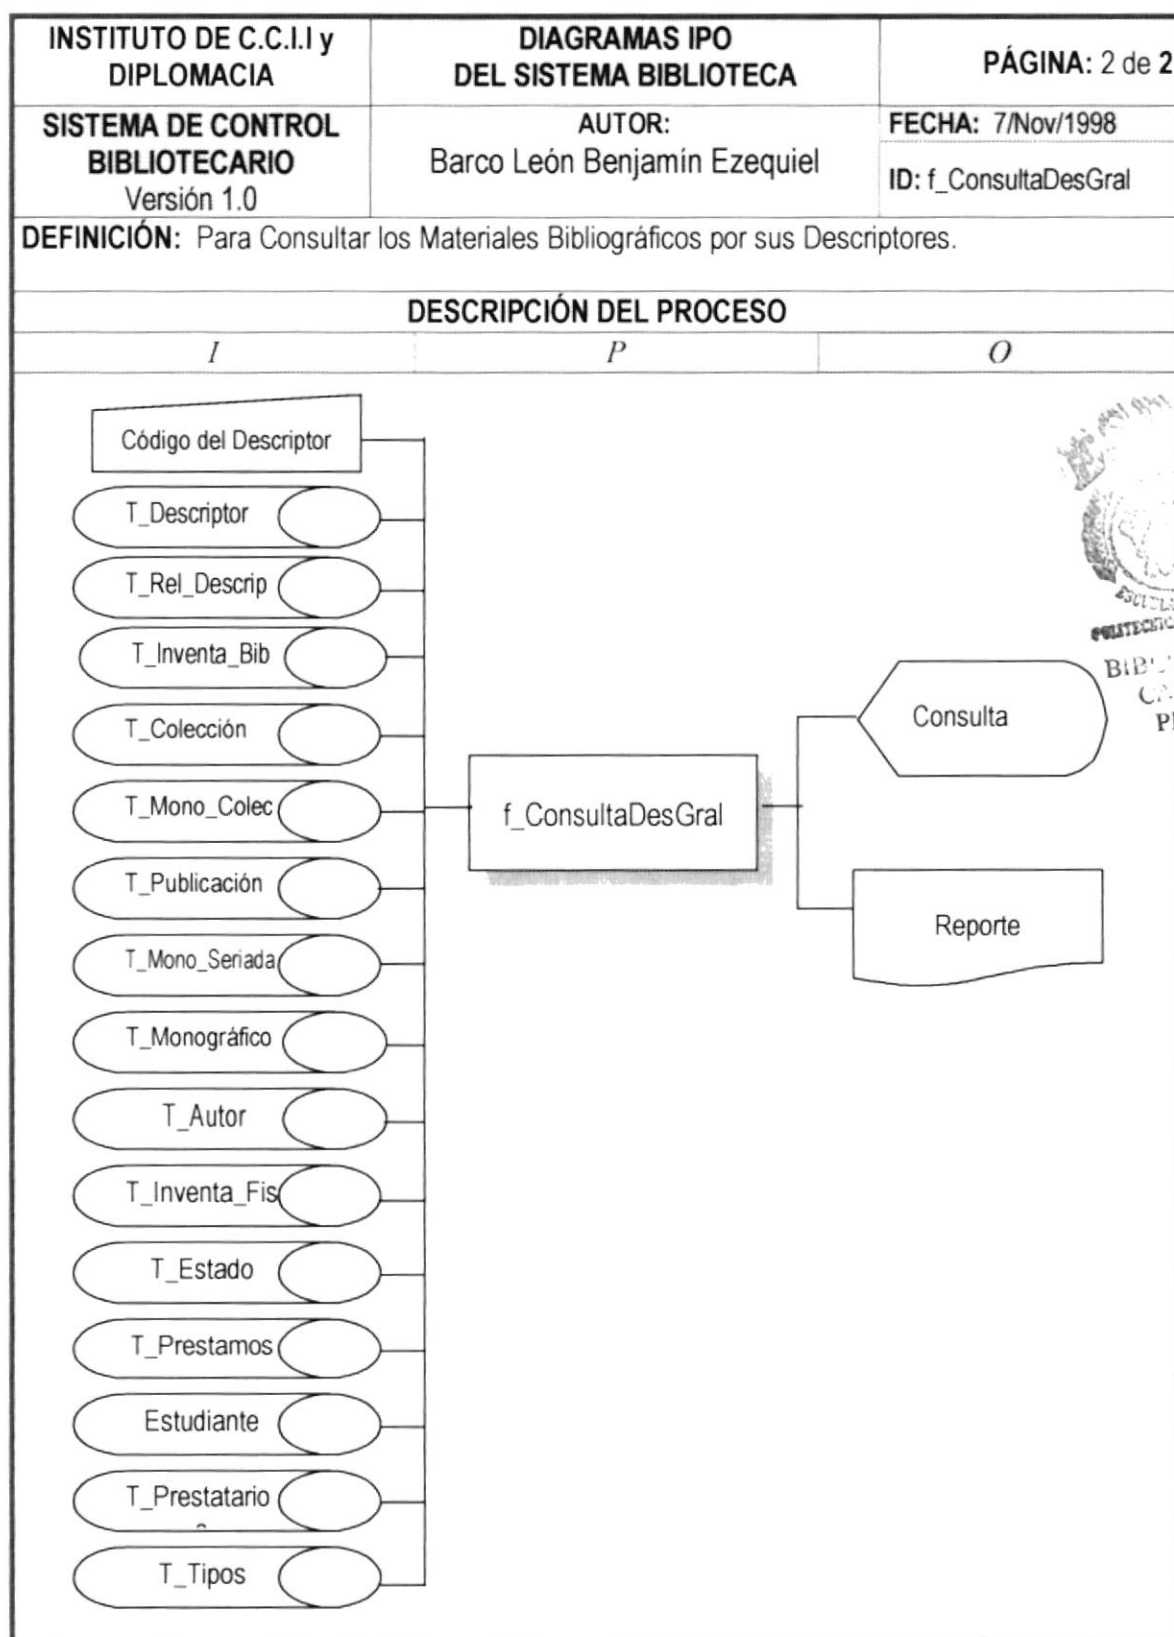 INSTITUTO DE C.C.I.I y
DIPLOMACIA
DIAGRAMAS IPO
DEL SISTEMA BIBLIOTECA
PÁGINA: 2 de 2
SISTEMA DE CONTROL
BIBLIOTECARIO
Versión 1.0
AUTOR:
Barco León Benjamín Ezequiel
FECHA: 7/Nov/1998
ID: f_ConsultaDesGral
DEFINICIÓN: Para Consultar los Materiales Bibliográficos por sus Descriptores.
DESCRIPCIÓN DEL PROCESO
I
P
O
Código del Descriptor
T_Descriptor
T_Rel_Descrip
T_Inventa_Bib
T_Colección
T_Mono_Colec
T_Publicación
T_Mono_Seriada
T_Monográfico
T_Autor
T_Inventa_Fis
T_Estado
T_Prestamos
Estudiante
T_Prestatario
T_Tipos
f_ConsultaDesGral
Consulta
Reporte